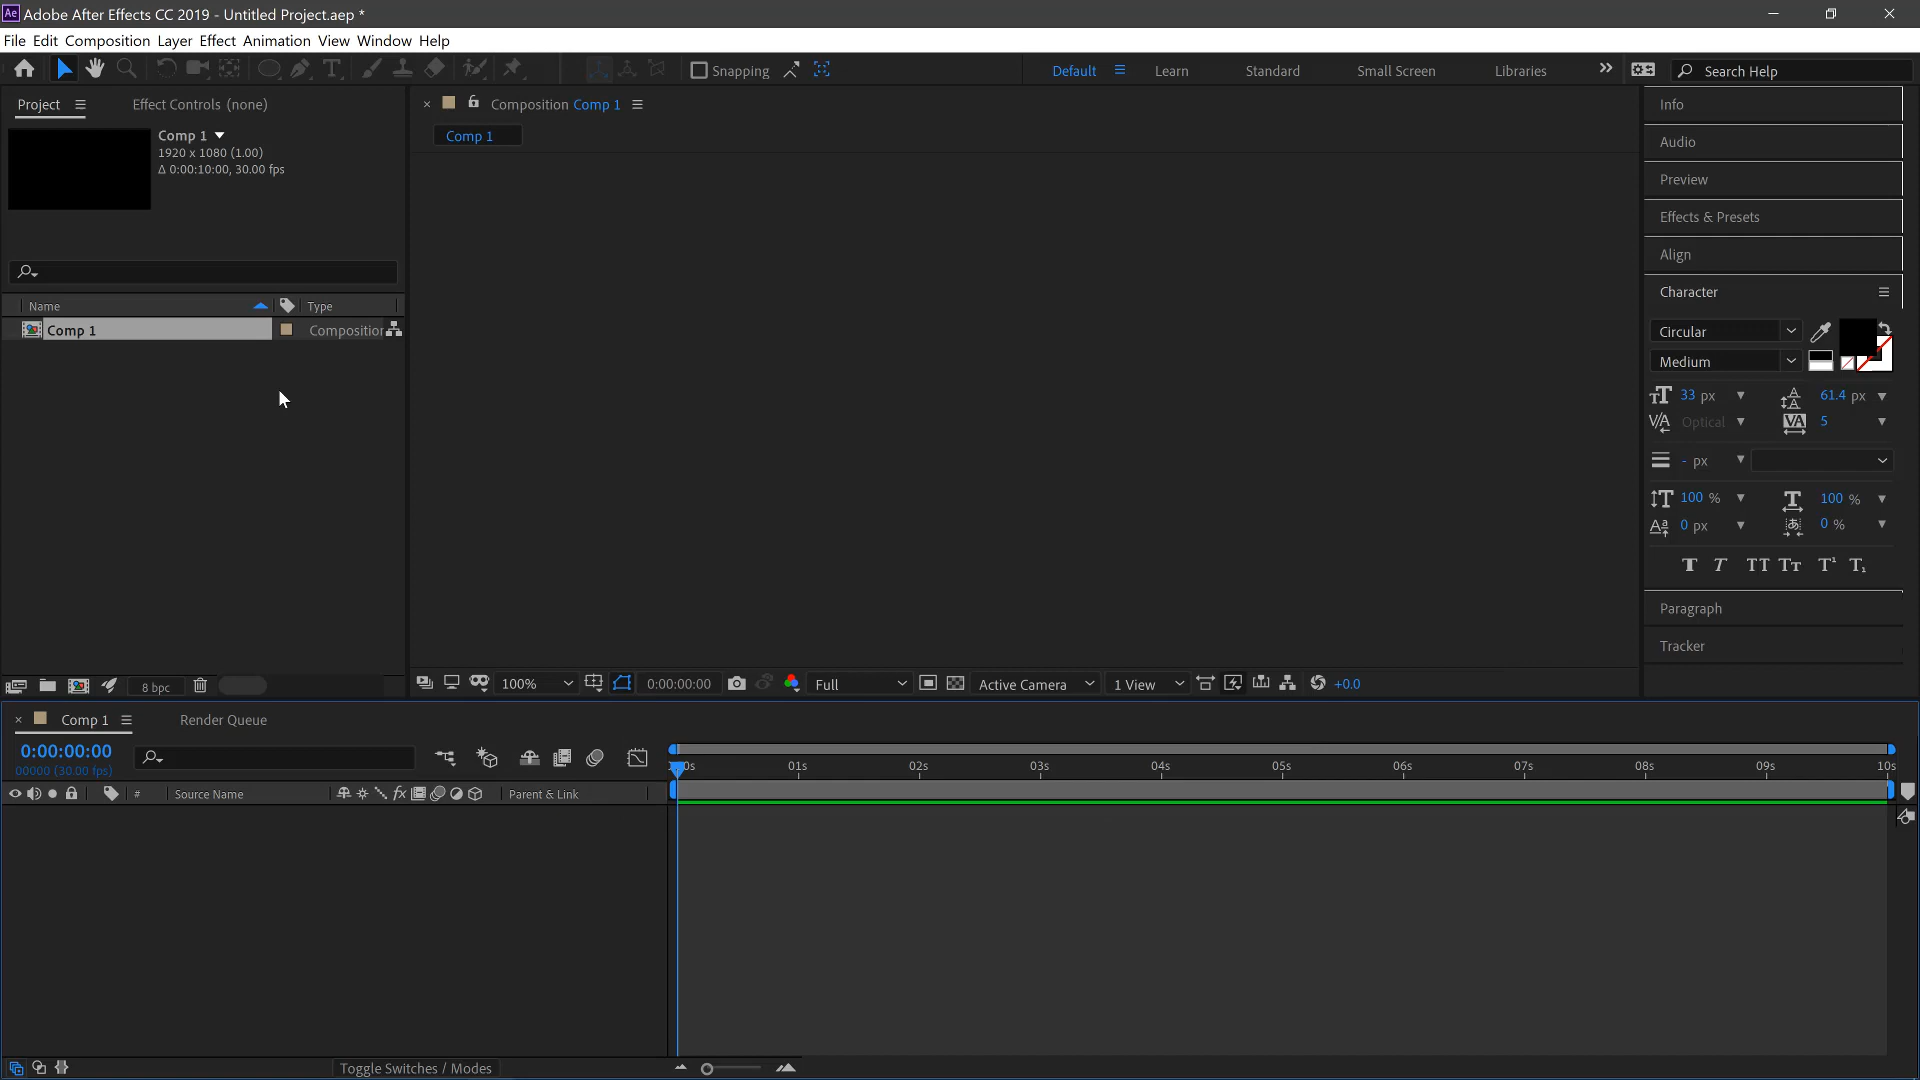 Adobe After Effects CC 2019 - Untitled Project.aep *
File Edit Composition Layer Effect Animation View Window Help
Snapping
Default
Learn
Standard
Small Screen
Libraries
Search Help
Project
Effect Controls (none)
Composition Comp 1
Info
Comp 1
1920 x 1080 (1.00)
Δ 0:00:10:00, 30.00 fps
Comp 1
Audio
Preview
Effects & Presets
Align
Character
Name
Type
Comp 1
Composition
Circular
Medium
33 px
61.4 px
Optical
5
- px
100 %
100 %
0 px
0 %
T T TT Tт T¹ T₁
Paragraph
Tracker
8 bpc
100%
0:00:00:00
Full
Active Camera
1 View
+0.0
Comp 1
Render Queue
0:00:00:00
00000 (30.00 fps)
0s 01s 02s 03s 04s 05s 06s 07s 08s 09s 10s
#
Source Name
Parent & Link
Toggle Switches / Modes